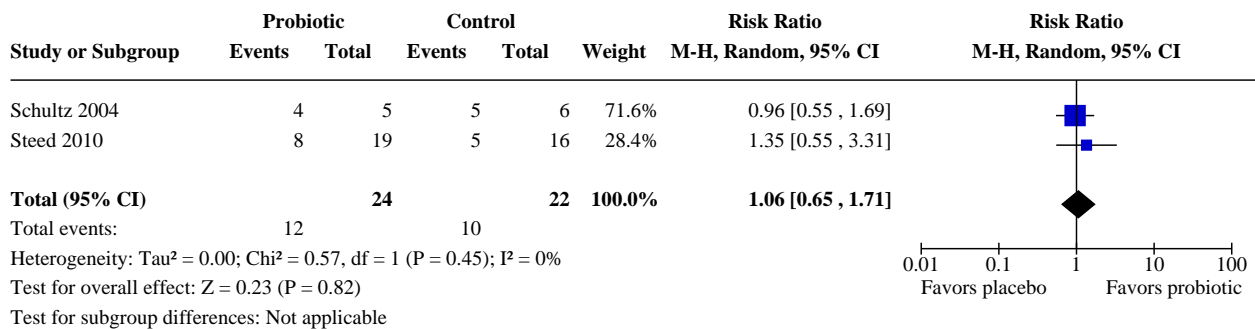 Probiotic Control Risk Ratio Risk Ratio
Study or Subgroup Events Total Events Total Weight M-H, Random, 95% CI M-H, Random, 95% CI
Schultz 2004 4 5 5 6 71.6% 0.96 [0.55 , 1.69]
Steed 2010 8 19 5 16 28.4% 1.35 [0.55 , 3.31]
Total (95% CI) 24 22 100.0% 1.06 [0.65 , 1.71]
Total events: 12 10
Heterogeneity: Tau² = 0.00; Chi² = 0.57, df = 1 (P = 0.45); I² = 0%
0.01 0.1 1 10 100
Test for overall effect: Z = 0.23 (P = 0.82)
Favors placebo Favors probiotic
Test for subgroup differences: Not applicable